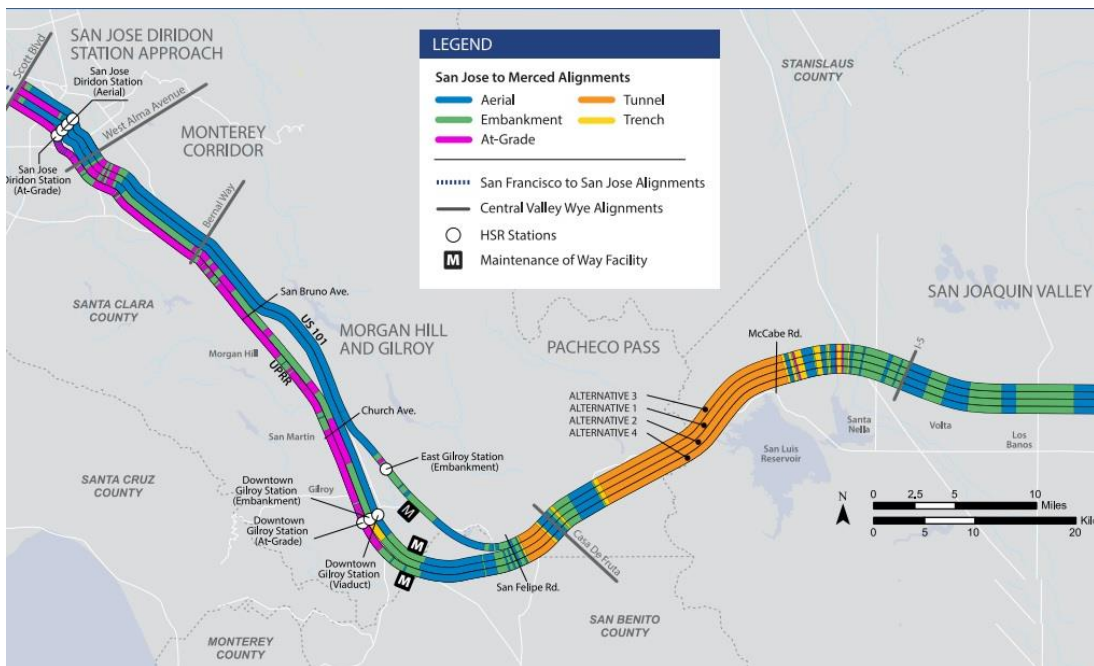 SAN JOSE DIRIDON
STATION APPROACH
Scott Blvd
San Jose
Diridon Station
(Aerial)
West Alma Avenue
MONTEREY
CORRIDOR
San Jose
Diridon Station
(At-Grade)
Bernal Way
SANTA CLARA
COUNTY
San Bruno Ave.
US 101
MORGAN HILL
AND GILROY
Morgan Hill
UPRR
Church Ave.
San Martin
SANTA CRUZ
COUNTY
Gilroy
East Gilroy Station
(Embankment)
Downtown
Gilroy Station
(Embankment)
Downtown
Gilroy Station
(At-Grade)
Downtown
Gilroy Station
(Viaduct)
M
M
M
San Felipe Rd.
Casa De Fruta
MONTEREY
COUNTY
SAN BENITO
COUNTY
LEGEND
San Jose to Merced Alignments
Aerial
Tunnel
Embankment
Trench
At-Grade
San Francisco to San Jose Alignments
Central Valley Wye Alignments
HSR Stations
M Maintenance of Way Facility
STANISLAUS
COUNTY
SAN JOAQUIN VALLEY
PACHECO PASS
McCabe Rd.
I-5
ALTERNATIVE 3
ALTERNATIVE 1
ALTERNATIVE 2
ALTERNATIVE 4
San Luis
Reservoir
Santa
Nella
Volta
Los
Banos
N
0 2.5 5 10
Miles
Kil
0 5 10 20